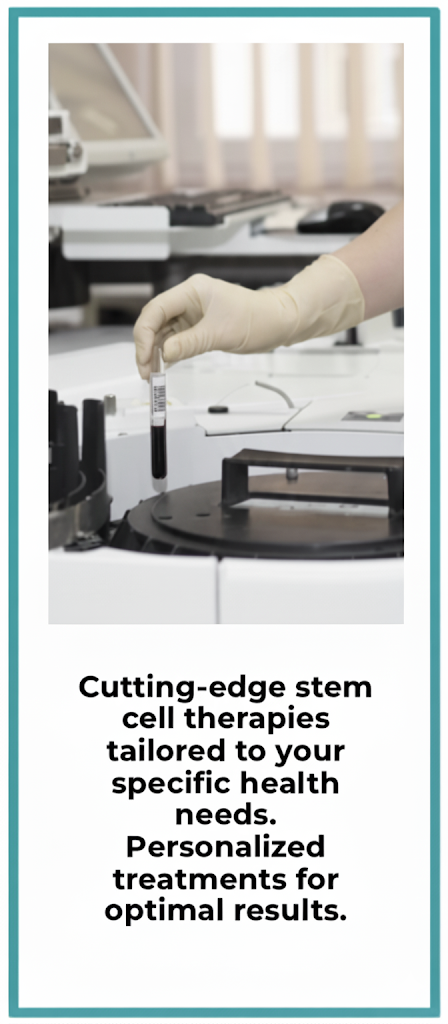 Cutting-edge stem
cell therapies
tailored to your
specific health
needs.
Personalized
treatments for
optimal results.